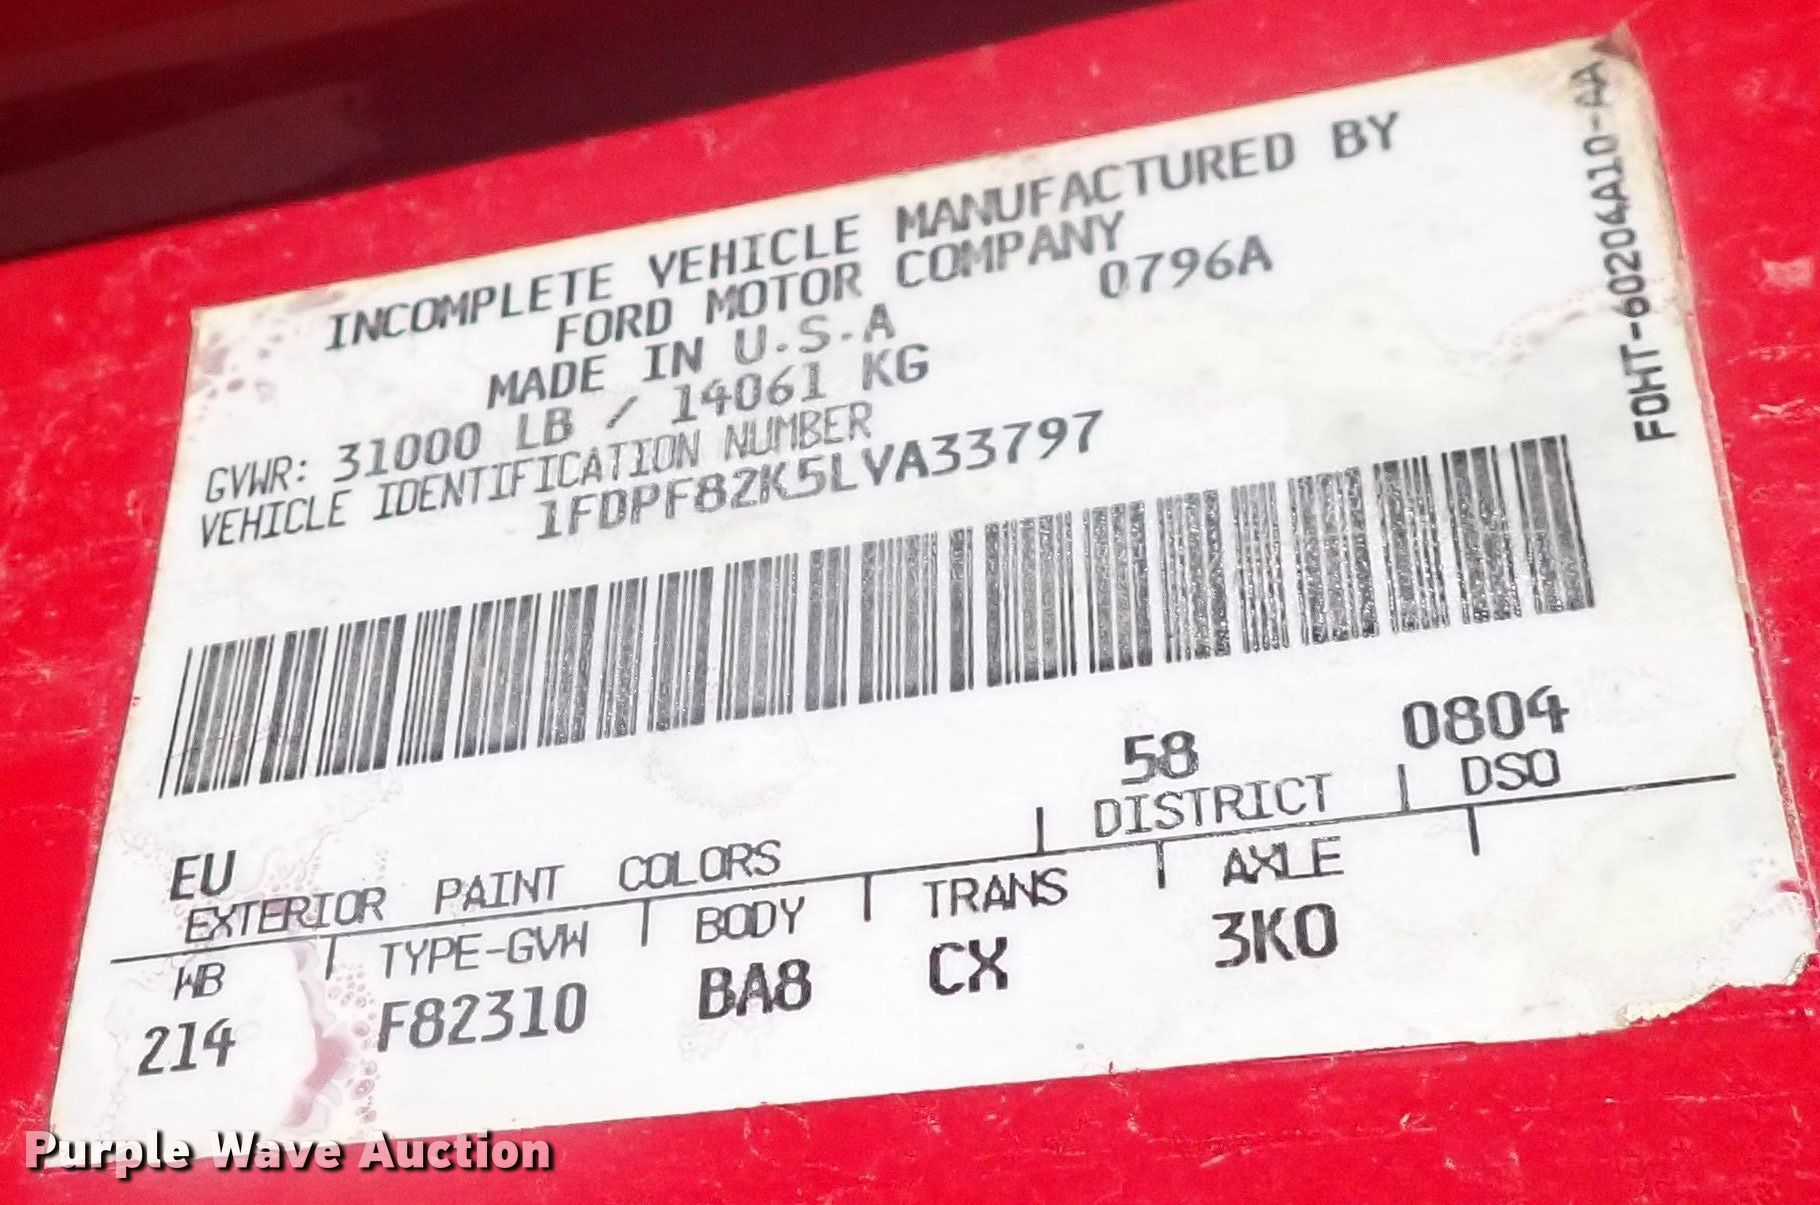 INCOMPLETE VEHICLE MANUFACTURED BY
FORD MOTOR COMPANY
MADE IN U.S.A 0796A
GVWR: 31000 LB / 14061 KG
VEHICLE IDENTIFICATION NUMBER
1FDPF82K5LVA33797
F0HT-60204A10-AA
58 0804
DISTRICT DSO
EU
EXTERIOR PAINT COLORS
WB TYPE-GVW BODY TRANS AXLE
214 F82310 BA8 CX 3K0
Purple Wave Auction